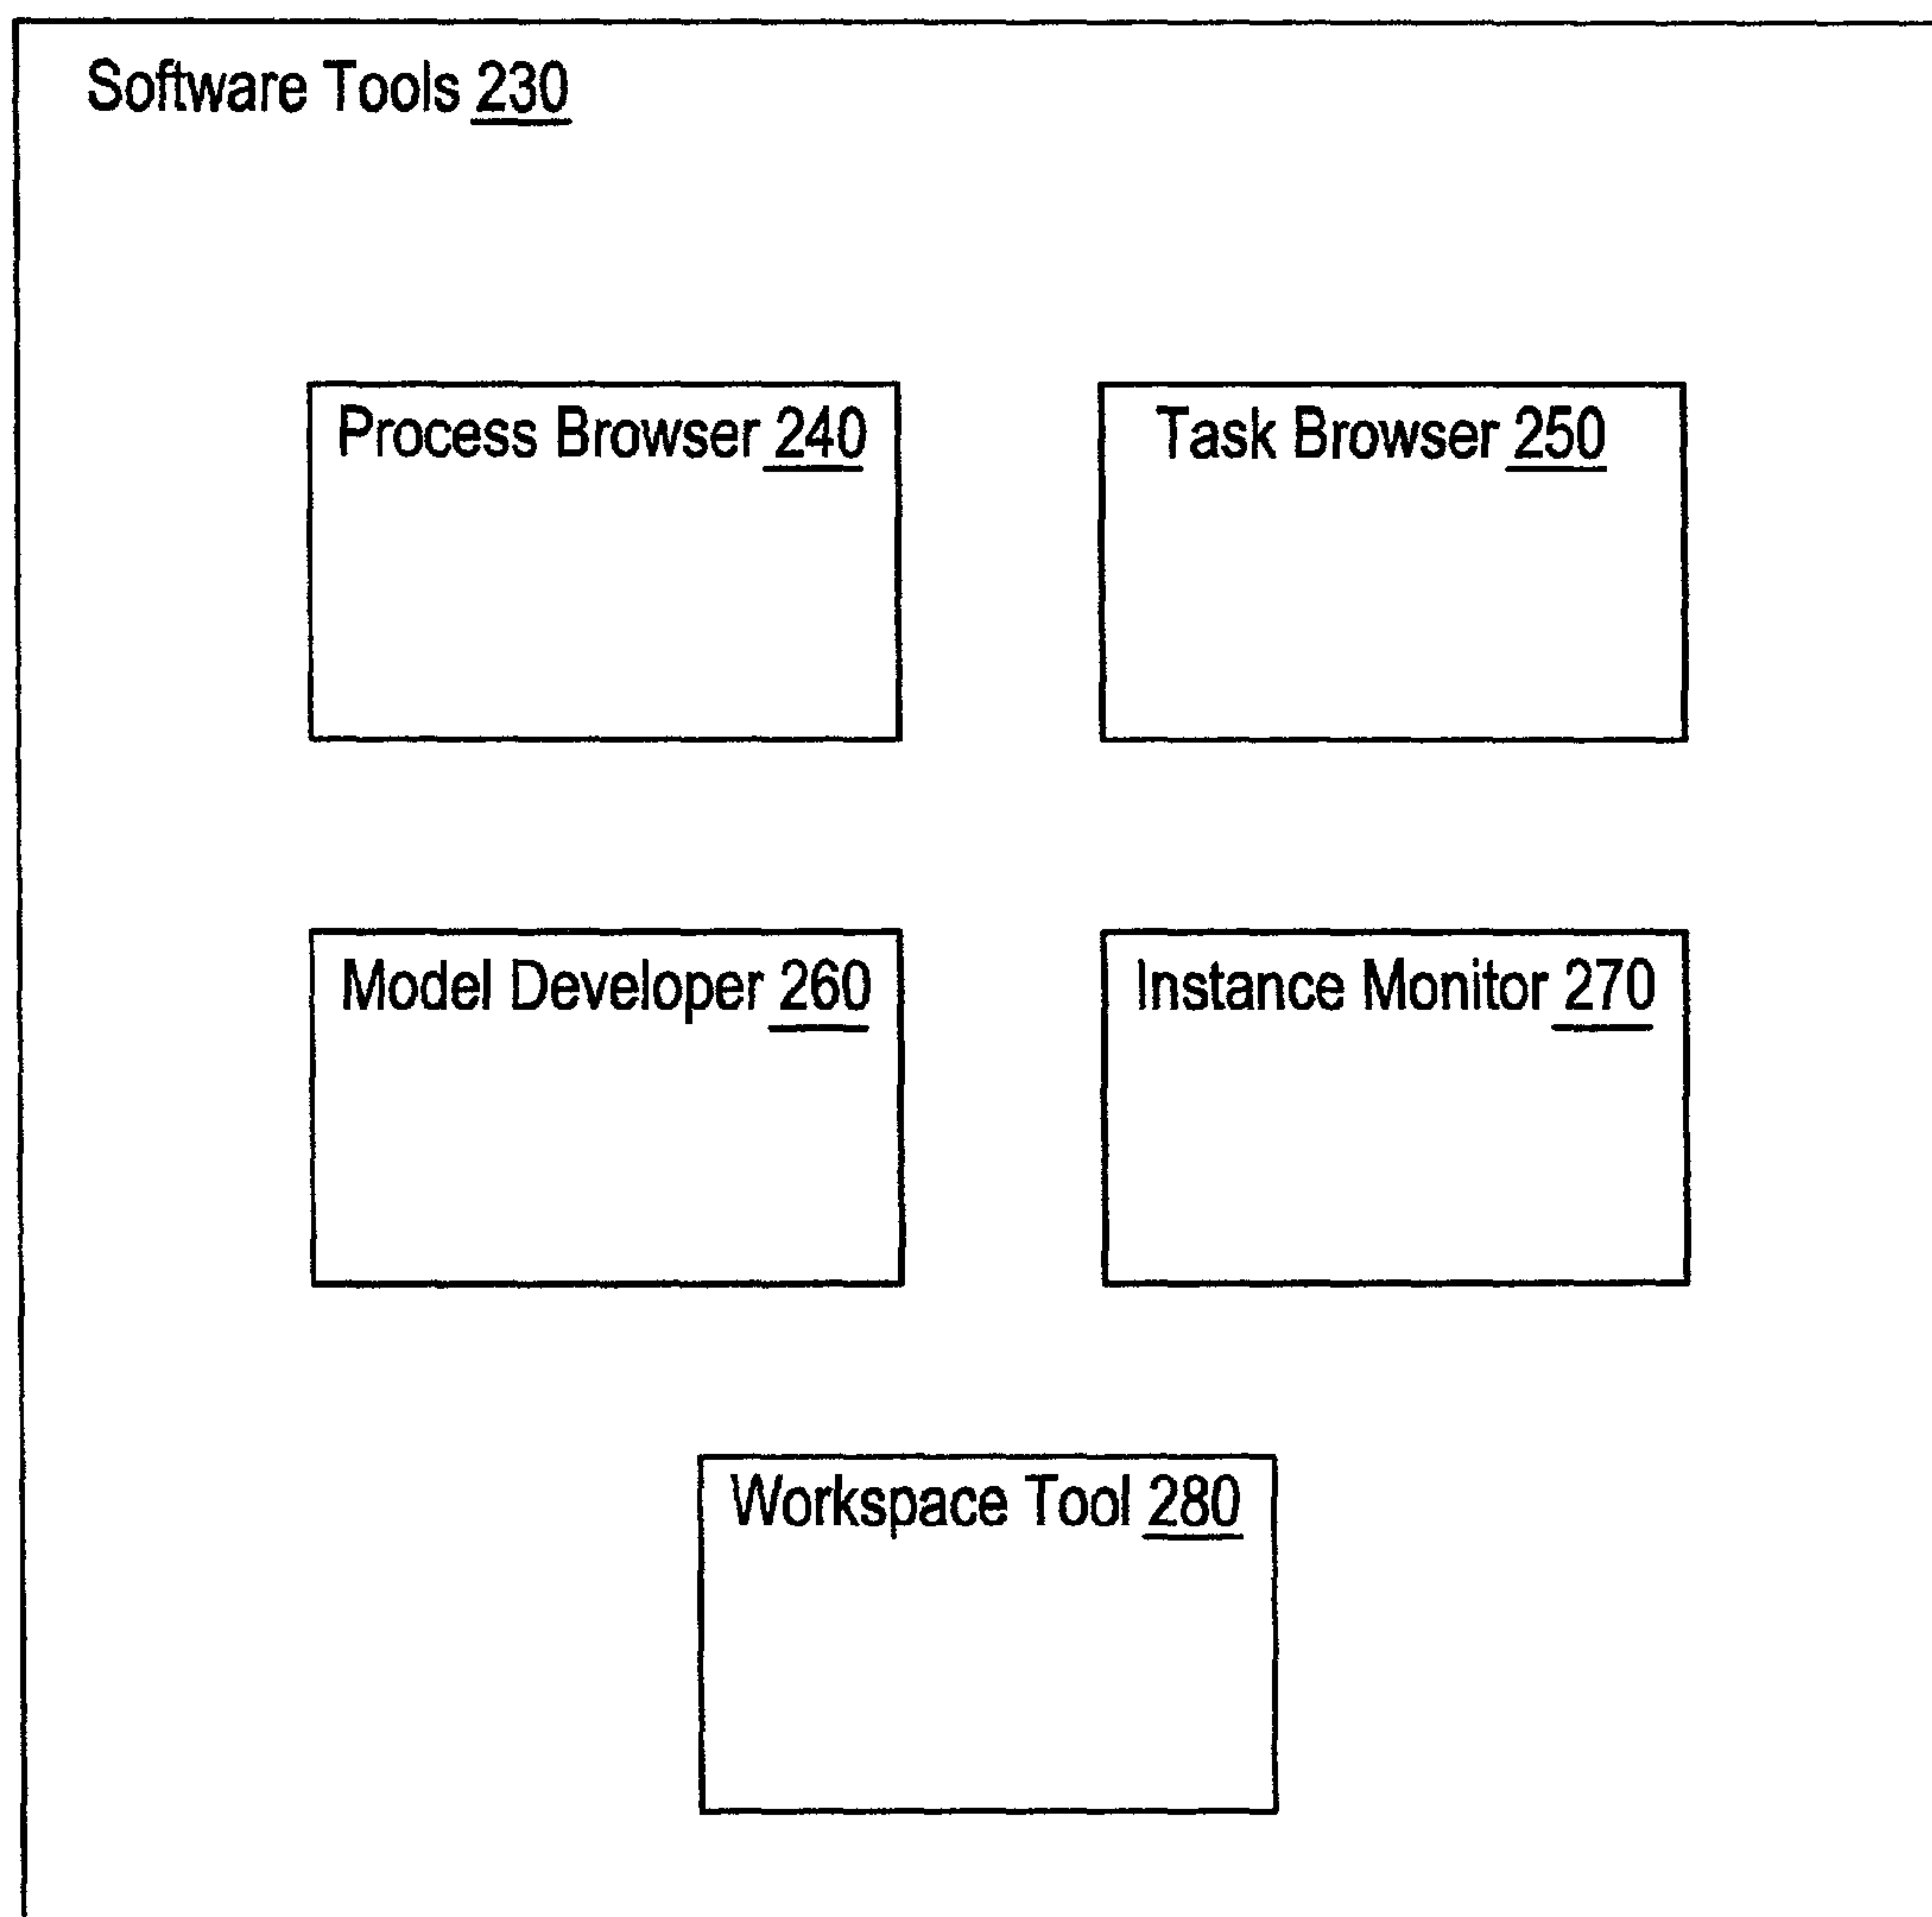 Software Tools 230
Process Browser 240
Task Browser 250
Model Developer 260
Instance Monitor 270
Workspace Tool 280